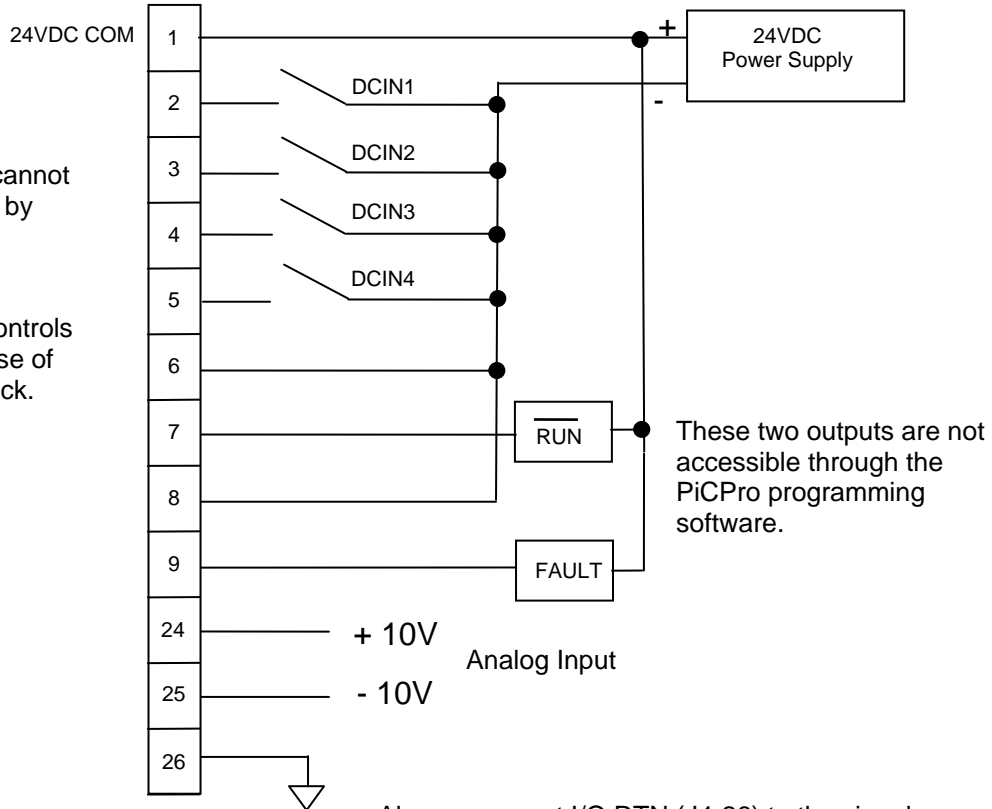 24VDC COM
1
+
24VDC
Power Supply
-
2
DCIN1
cannot
by
3
DCIN2
4
DCIN3
5
DCIN4
ontrols
se of
ck.
6
7
RUN
These two outputs are not
accessible through the
PiCPro programming
software.
8
9
FAULT
24
+ 10V
Analog Input
25
- 10V
26